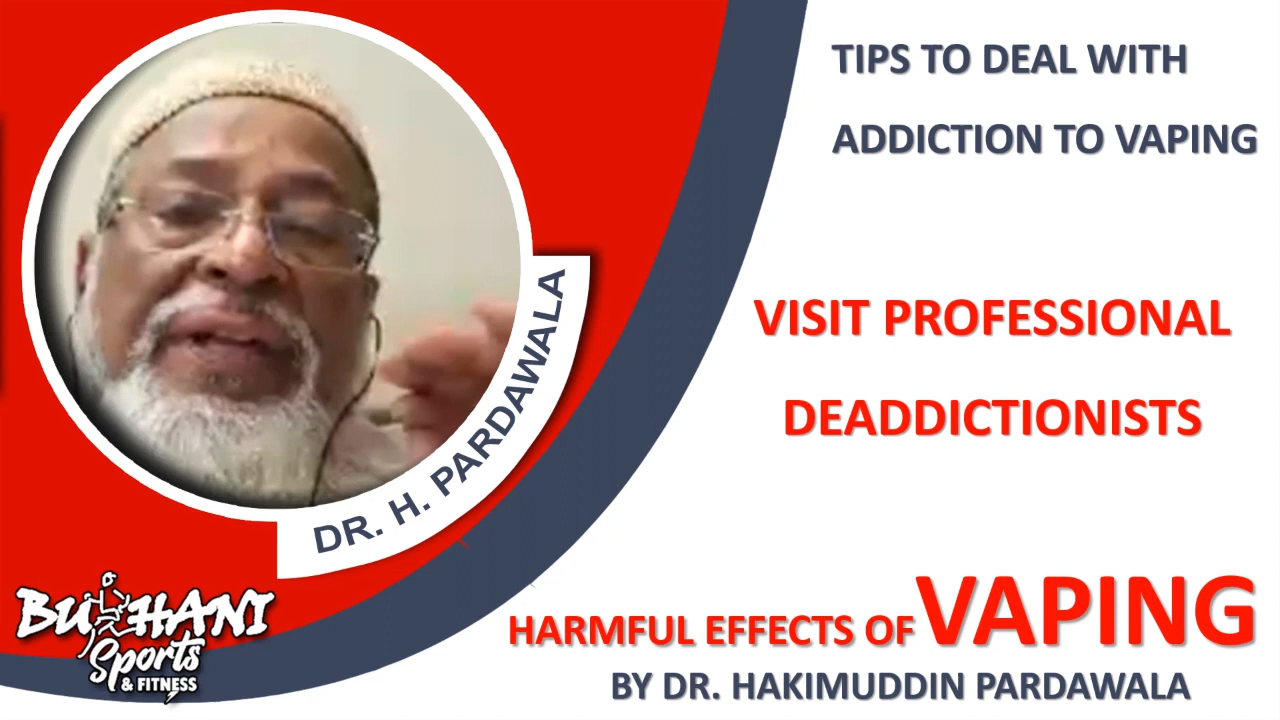 TIPS TO DEAL WITH
ADDICTION TO VAPING
VISIT PROFESSIONAL
DEADDICTIONISTS
DR. H. PARDAWALA
BURHANI
Sports
& FITNESS
HARMFUL EFFECTS OF VAPING
BY DR. HAKIMUDDIN PARDAWALA